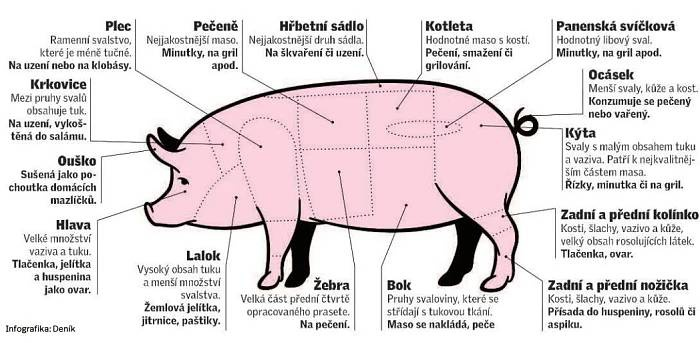 Plec
Ramenní svalstvo,
které je méně tučné.
Na uzení nebo na klobásy.
Pečeně
Nejjakostnější maso.
Minutky, na gril
apod.
Hřbetní sádlo
Nejjakostnější druh sádla.
Na škvaření či uzení.
Kotleta
Hodnotné maso s kostí.
Pečení, smažení či
grilování.
Panenská svíčková
Hodnotný libový sval.
Minutky, na gril apod.
Krkovice
Mezi pruhy svalů
obsahuje tuk.
Na uzení, vykoš-
těná do salámu.
Ocásek
Menší svaly, kůže a kost.
Konzumuje se pečený
nebo vařený.
Kýta
Svaly s malým obsahem tuku
a vaziva. Patří k nejkvalitněj-
ším částem masa.
Řízky, minutka či na gril.
Ouško
Sušená jako po-
choutka domácích
mazlíčků.
Hlava
Velké množství
vaziva a tuku.
Tlačenka, jelítka
a huspenina
jako ovar.
Lalok
Vysoký obsah tuku
a menší množství
svalstva.
Žemlová jelítka,
jitrnice, paštiky.
Žebra
Velká část přední čtvrtě
opracovaného prasete.
Na pečení.
Bok
Pruhy svaloviny, které se
střídají s tukovou tkání.
Maso se nakládá, peče
Zadní a přední kolínko
Kosti, šlachy, vazivo a kůže,
velký obsah rosolujících látek.
Tlačenka, ovar.
Zadní a přední nožička
Kosti, šlachy, vazivo a kůže.
Přísada do huspeniny, rosolů či
aspiku.
Infografika: Deník